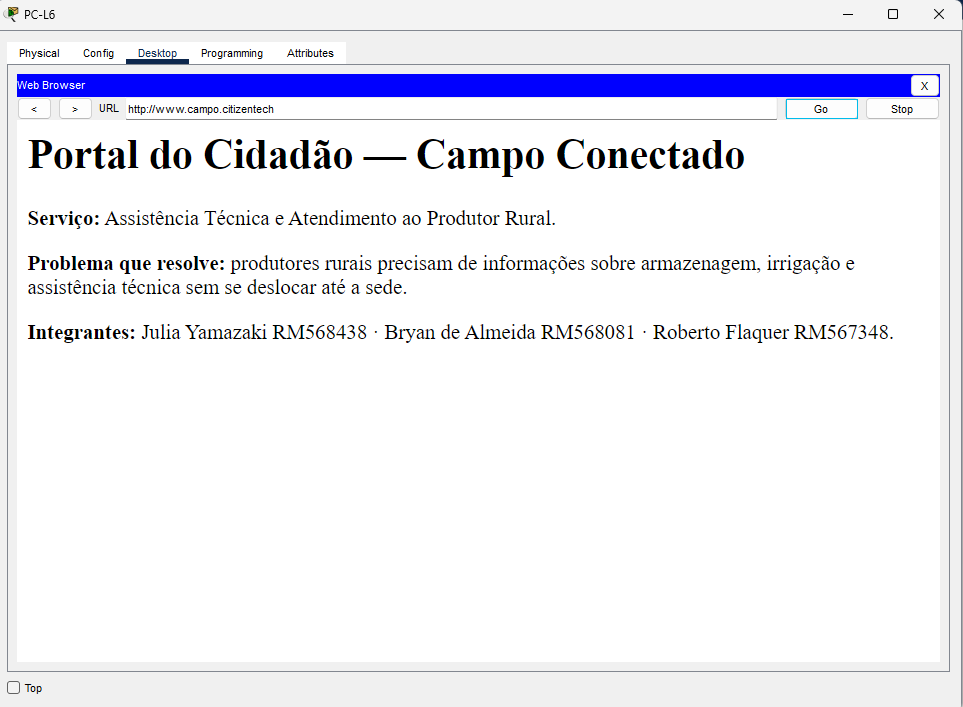 PC-L6
Physical Config Desktop Programming Attributes
Web Browser X
< > URL http://www.campo.citizentech Go Stop
Portal do Cidadão — Campo Conectado
Serviço: Assistência Técnica e Atendimento ao Produtor Rural.
Problema que resolve: produtores rurais precisam de informações sobre armazenagem, irrigação e
assistência técnica sem se deslocar até a sede.
Integrantes: Julia Yamazaki RM568438 · Bryan de Almeida RM568081 · Roberto Flaquer RM567348.
Top